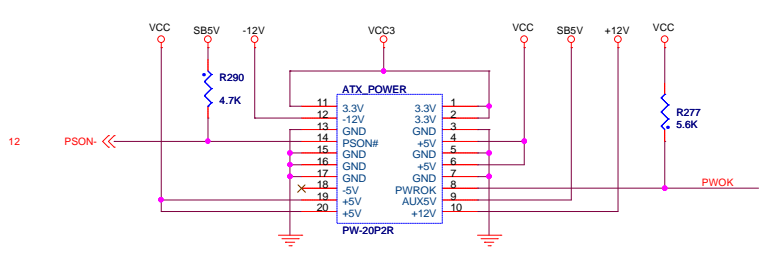 VCC SB5V -12V VCC3 VCC SB5V +12V VCC
R290
4.7K
ATX_POWER
R277
5.6K
11 3.3V 3.3V 1
12 -12V 3.3V 2
13 GND GND 3
12 PSON- 14 PSON# +5V 4
15 GND GND 5
16 GND +5V 6
17 GND GND 7
18 -5V PWROK 8 PWOK
19 +5V AUX5V 9
20 +5V +12V 10
PW-20P2R